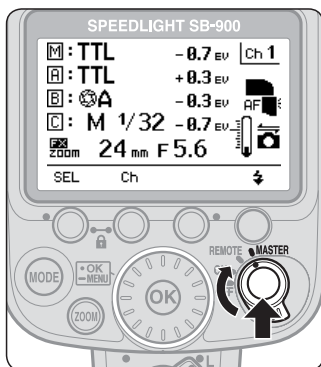 SPEEDLIGHT SB-900
M : TTL -0.7 EV Ch 1
A : TTL +0.3 EV
B : A -0.3 EV AF
C : M 1/32 -0.7 EV
FX zoom 24 mm F 5.6
SEL Ch
REMOTE MASTER
MODE
OK
MENU
ZOOM
OK
L